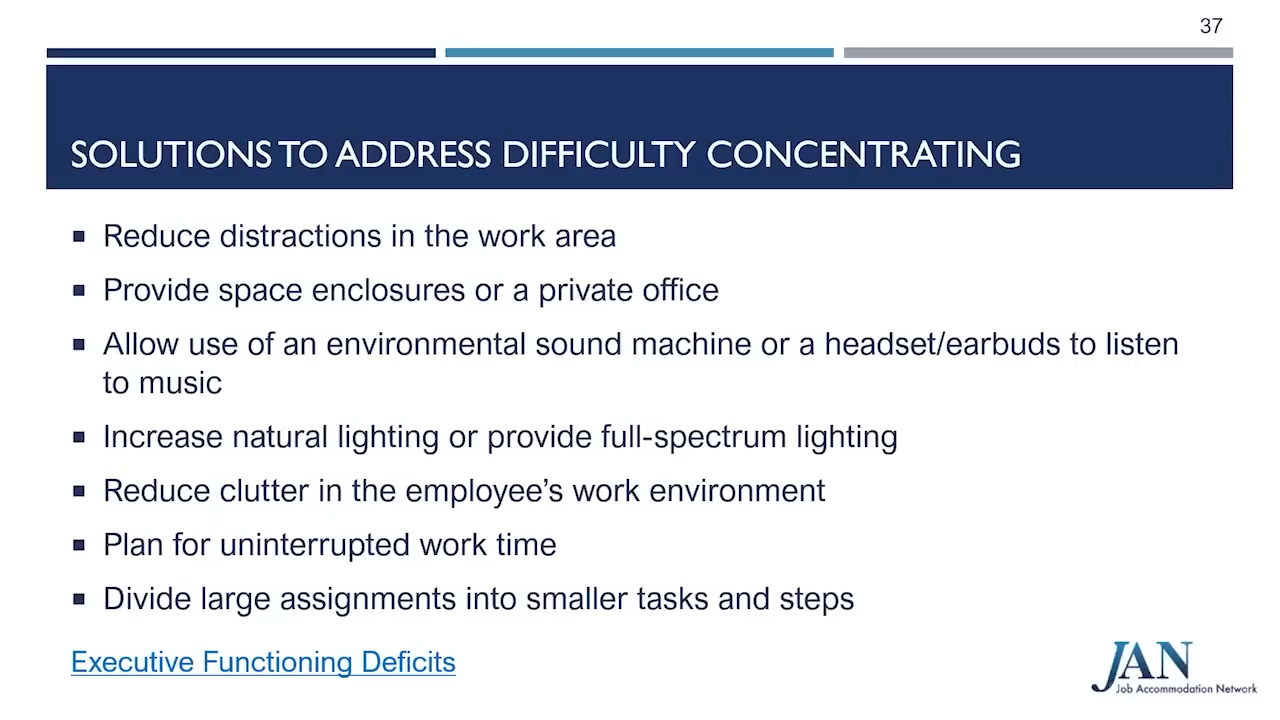 37
SOLUTIONS TO ADDRESS DIFFICULTY CONCENTRATING
▪ Reduce distractions in the work area
▪ Provide space enclosures or a private office
▪ Allow use of an environmental sound machine or a headset/earbuds to listen
to music
▪ Increase natural lighting or provide full-spectrum lighting
▪ Reduce clutter in the employee’s work environment
▪ Plan for uninterrupted work time
▪ Divide large assignments into smaller tasks and steps
Executive Functioning Deficits
JAN
Job Accommodation Network